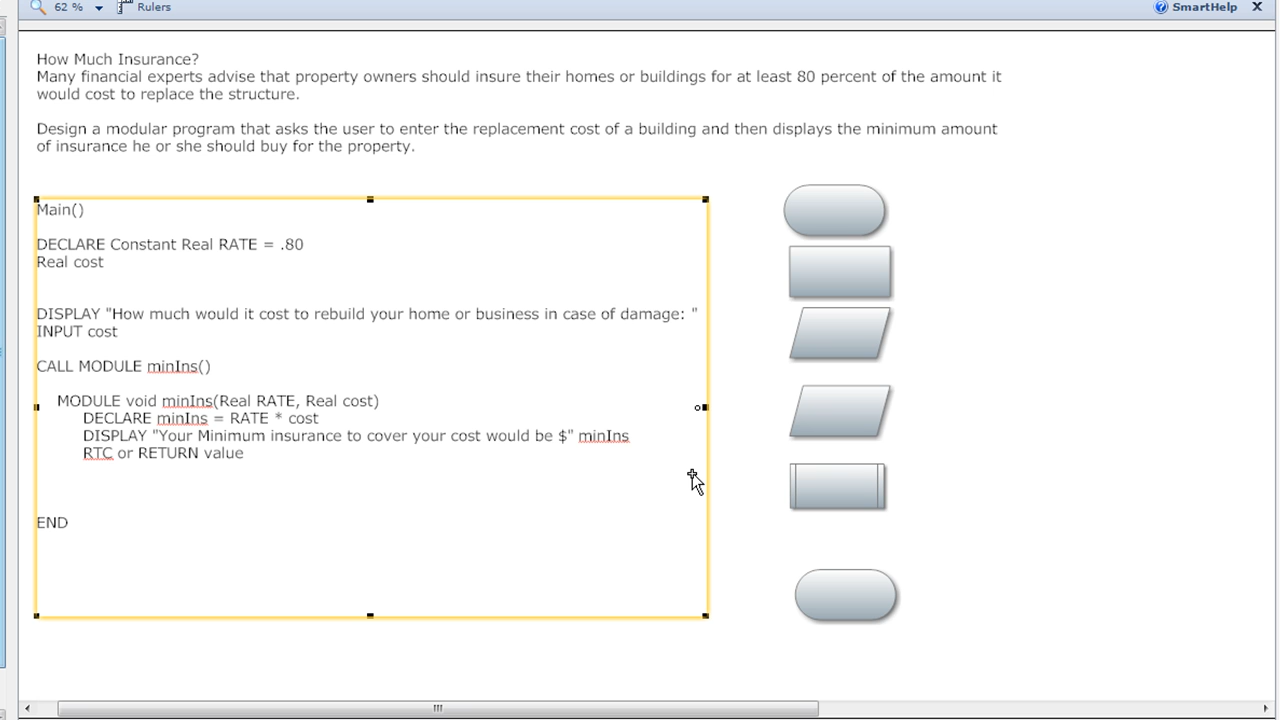 62 %
Rulers
SmartHelp
X
How Much Insurance?
Many financial experts advise that property owners should insure their homes or buildings for at least 80 percent of the amount it
would cost to replace the structure.
Design a modular program that asks the user to enter the replacement cost of a building and then displays the minimum amount
of insurance he or she should buy for the property.
Main()
DECLARE Constant Real RATE = .80
Real cost
DISPLAY "How much would it cost to rebuild your home or business in case of damage: "
INPUT cost
CALL MODULE minIns()
MODULE void minIns(Real RATE, Real cost)
DECLARE minIns = RATE * cost
DISPLAY "Your Minimum insurance to cover your cost would be $" minIns
RTC or RETURN value
END